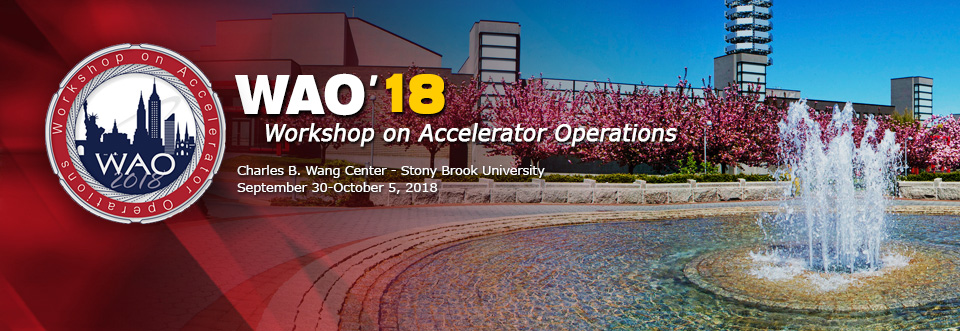 Workshop on Accelerator Operations
WAO
2018
WAO'18
Workshop on Accelerator Operations
Charles B. Wang Center - Stony Brook University
September 30-October 5, 2018